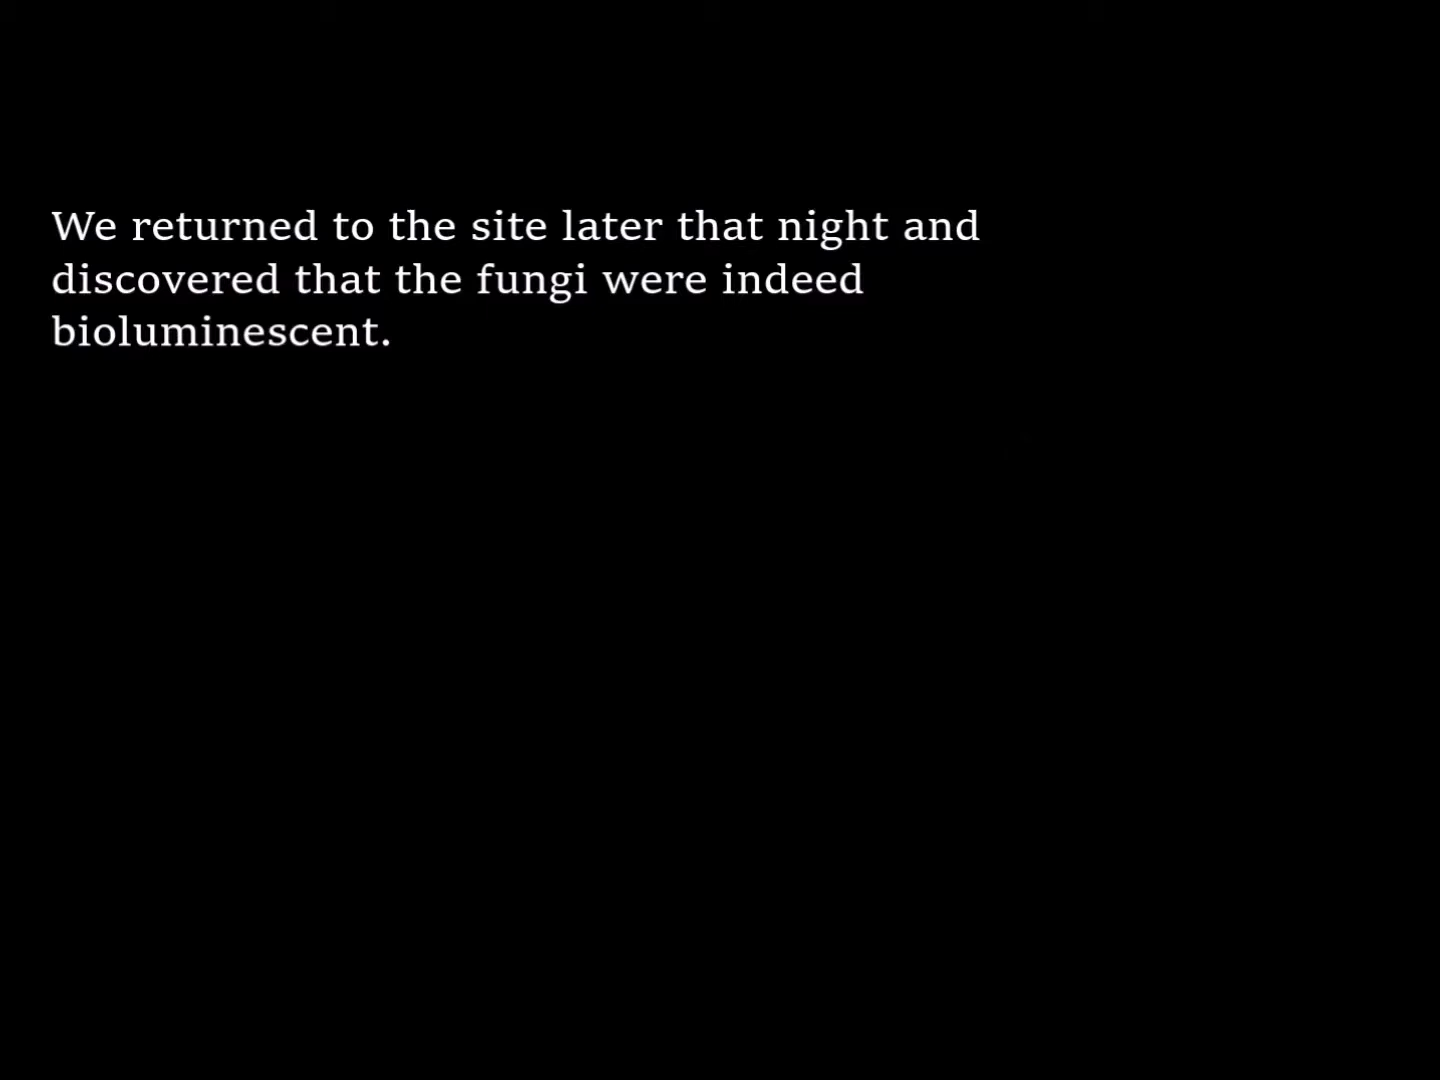 We returned to the site later that night and
discovered that the fungi were indeed
bioluminescent.